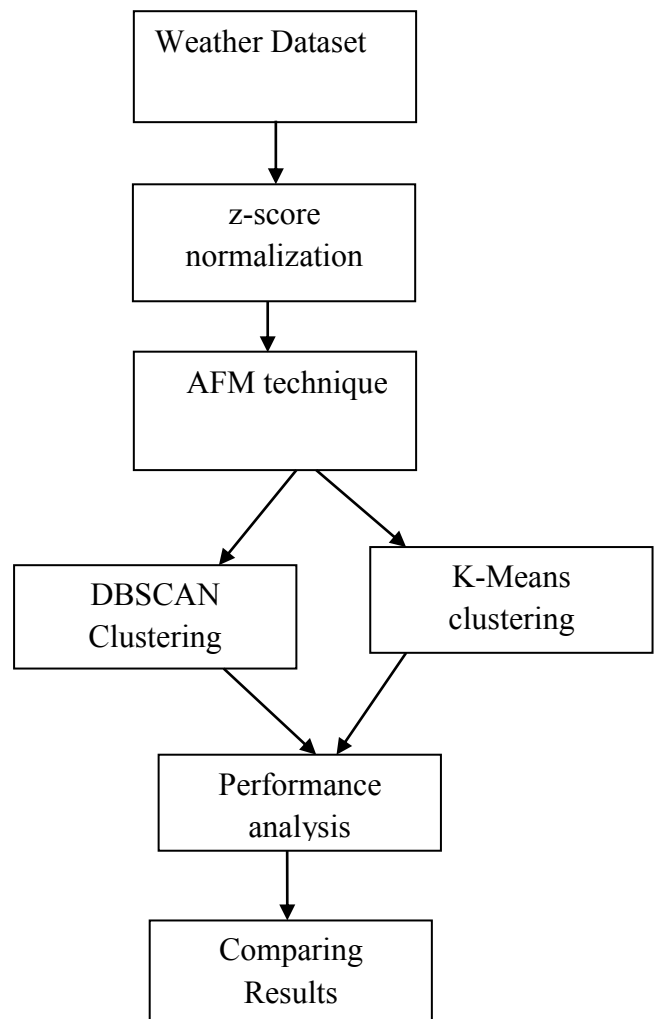 Weather Dataset
z-score
normalization
AFM technique
DBSCAN
Clustering
K-Means
clustering
Performance
analysis
Comparing
Results